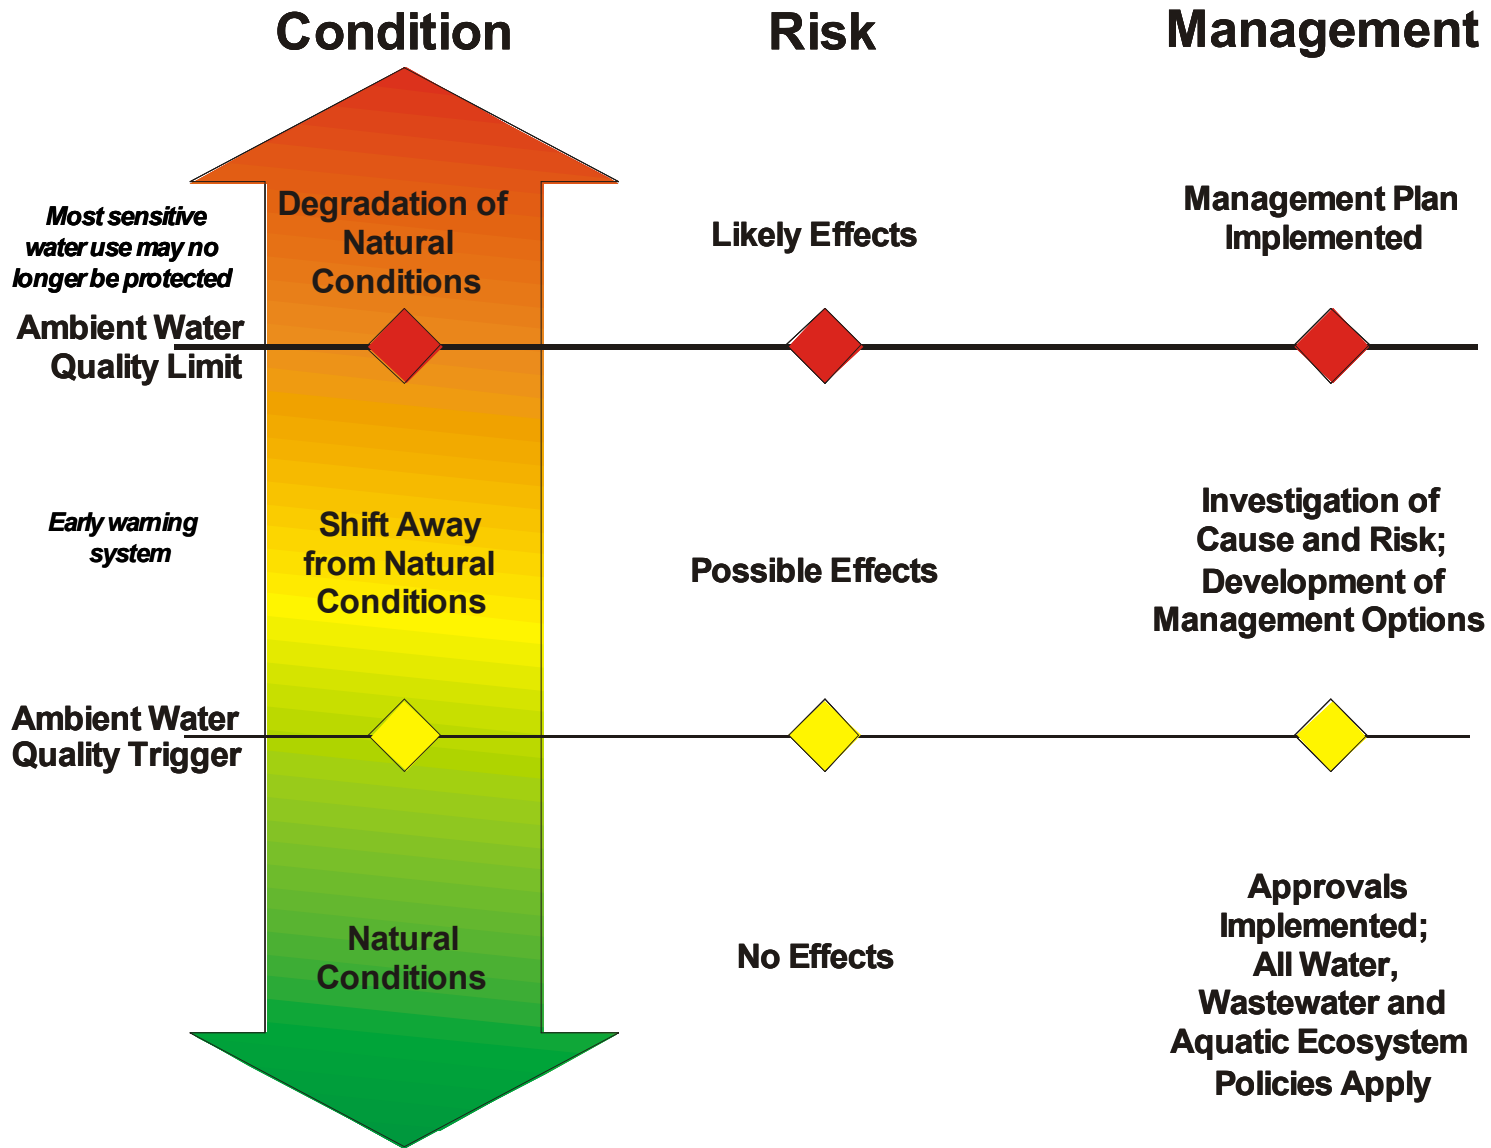 Condition
Risk
Management
Most sensitive
water use may no
longer be protected
Degradation of
Natural
Conditions
Likely Effects
Management Plan
Implemented
Ambient Water
Quality Limit
Early warning
system
Shift Away
from Natural
Conditions
Possible Effects
Investigation of
Cause and Risk;
Development of
Management Options
Ambient Water
Quality Trigger
Natural
Conditions
No Effects
Approvals
Implemented;
All Water,
Wastewater and
Aquatic Ecosystem
Policies Apply